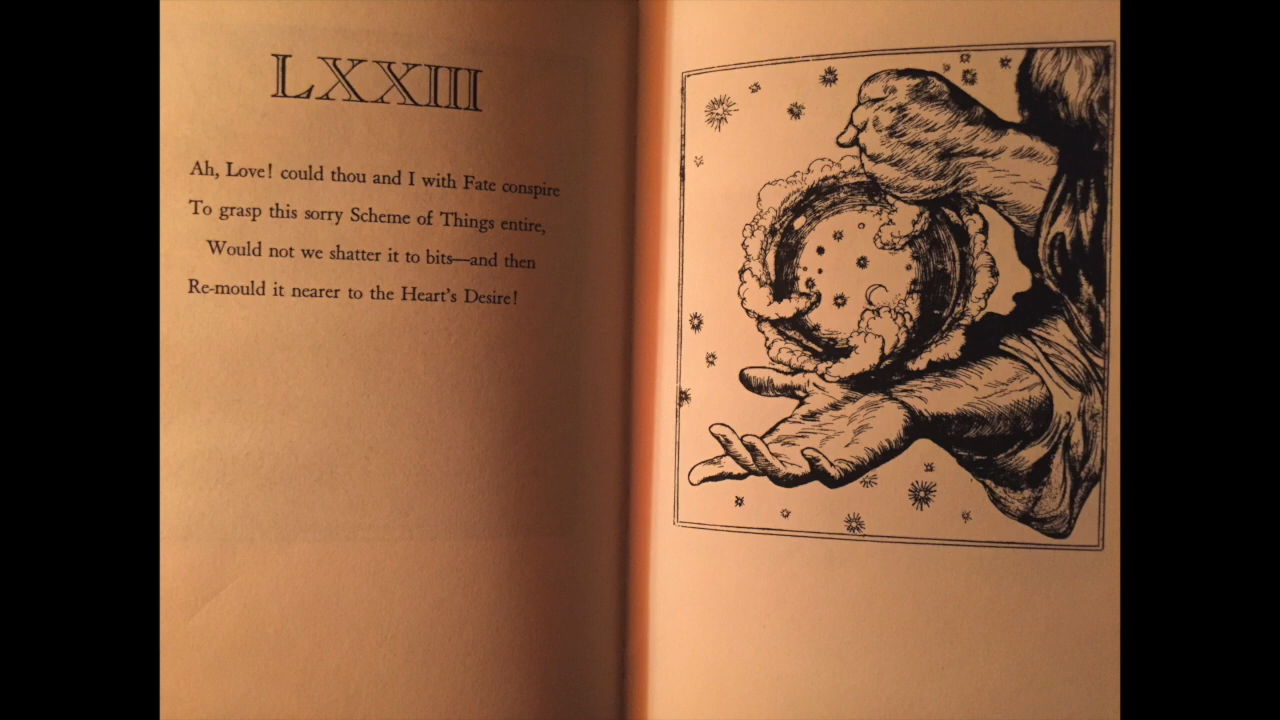 LXXIII
Ah, Love! could thou and I with Fate conspire
To grasp this sorry Scheme of Things entire,
Would not we shatter it to bits—and then
Re-mould it nearer to the Heart's Desire!